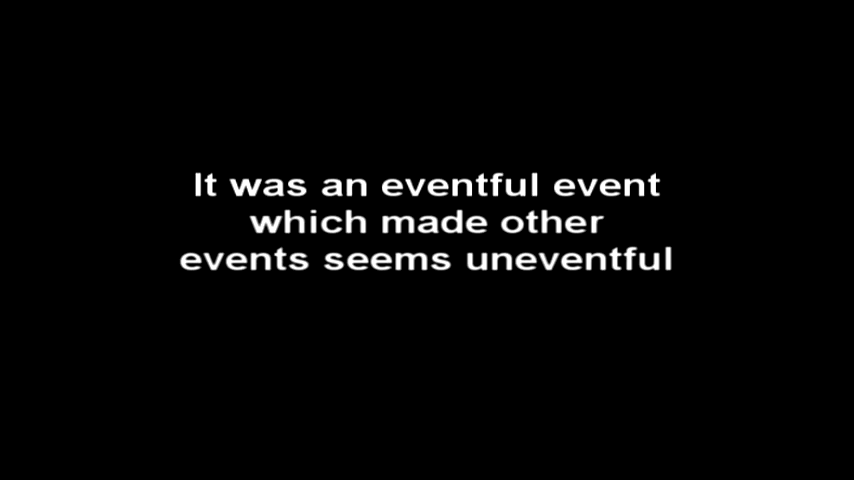 It was an eventful event
which made other
events seems uneventful